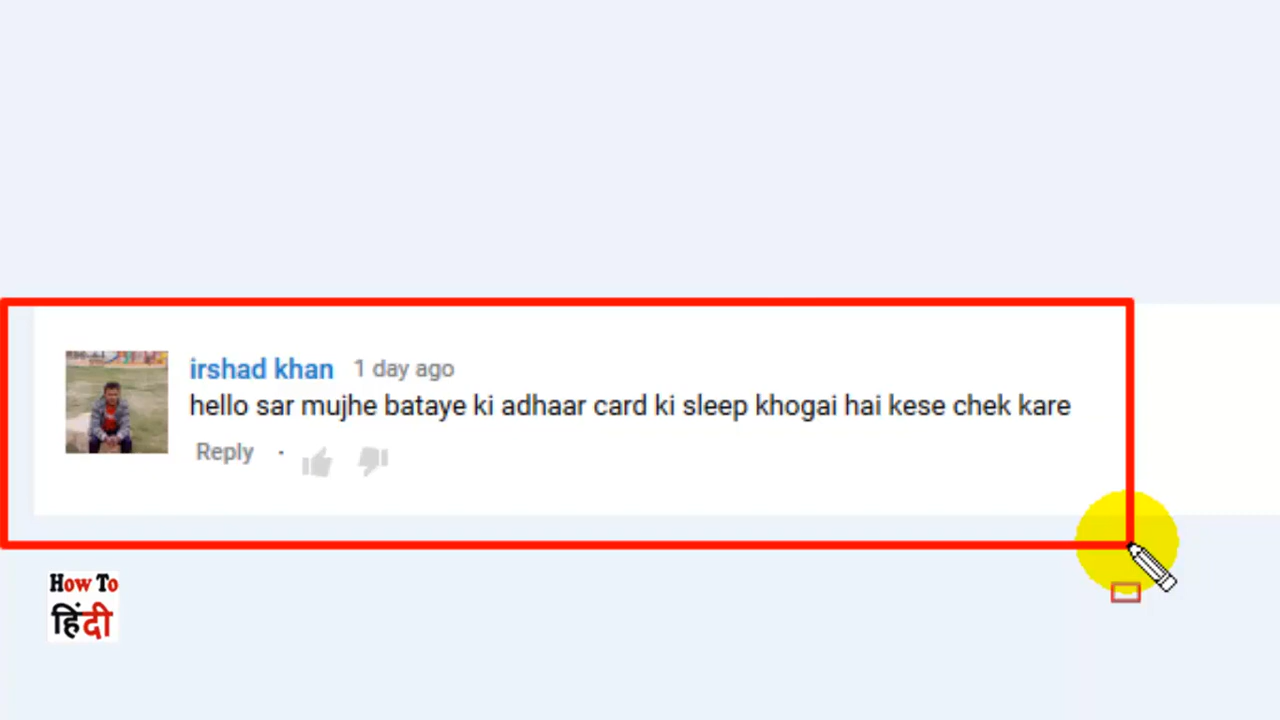 irshad khan 1 day ago
hello sar mujhe bataye ki adhaar card ki sleep khogai hai kese chek kare
Reply
How To
हिंदी